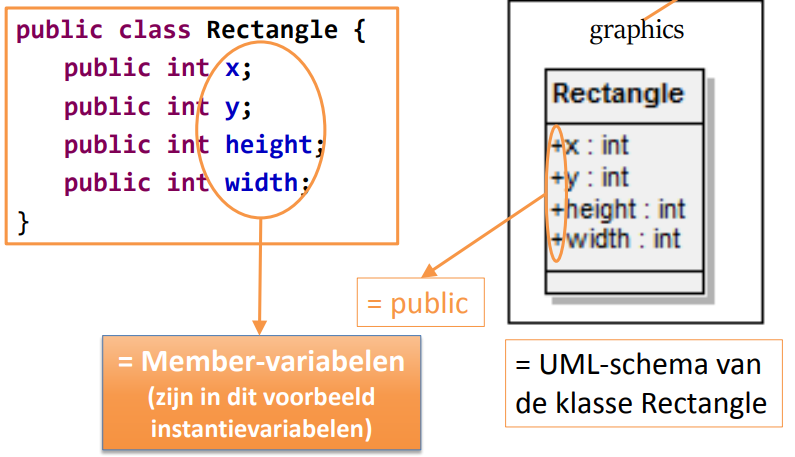 public class Rectangle {
public int x;
public int y;
public int height;
public int width;
}
graphics
Rectangle
+x : int
+y : int
+height : int
+width : int
= public
= Member-variabelen
(zijn in dit voorbeeld
instantievariabelen)
= UML-schema van
de klasse Rectangle